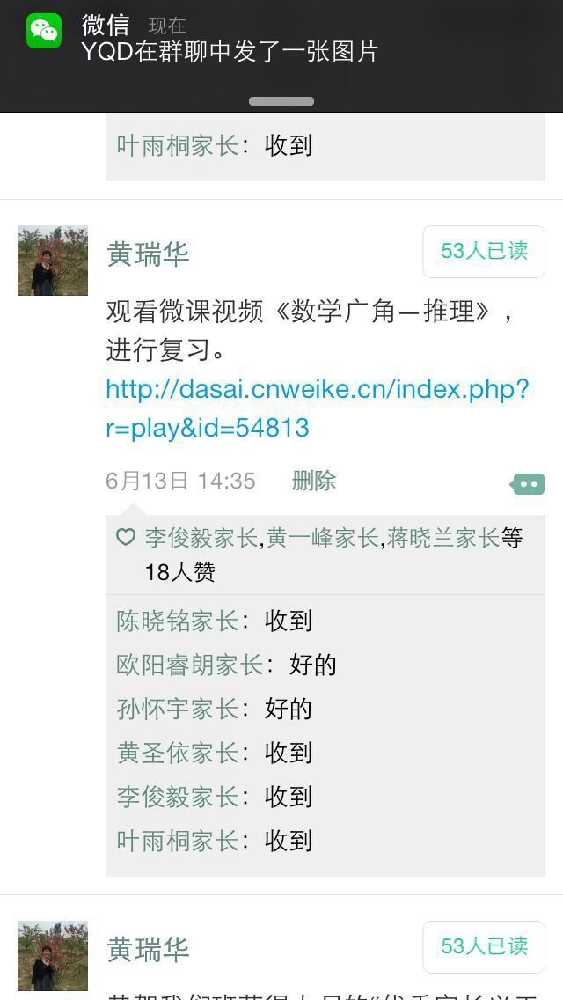 微信 现在
YQD在群聊中发了一张图片
叶雨桐家长：收到
黄瑞华
53人已读
观看微课视频《数学广角—推理》，
进行复习。
http://dasai.cnweike.cn/index.php?
r=play&id=54813
6月13日 14:35 删除
李俊毅家长,黄一峰家长,蒋晓兰家长等
18人赞
陈晓铭家长：收到
欧阳睿朗家长：好的
孙怀宇家长：好的
黄圣依家长：收到
李俊毅家长：收到
叶雨桐家长：收到
黄瑞华
53人已读